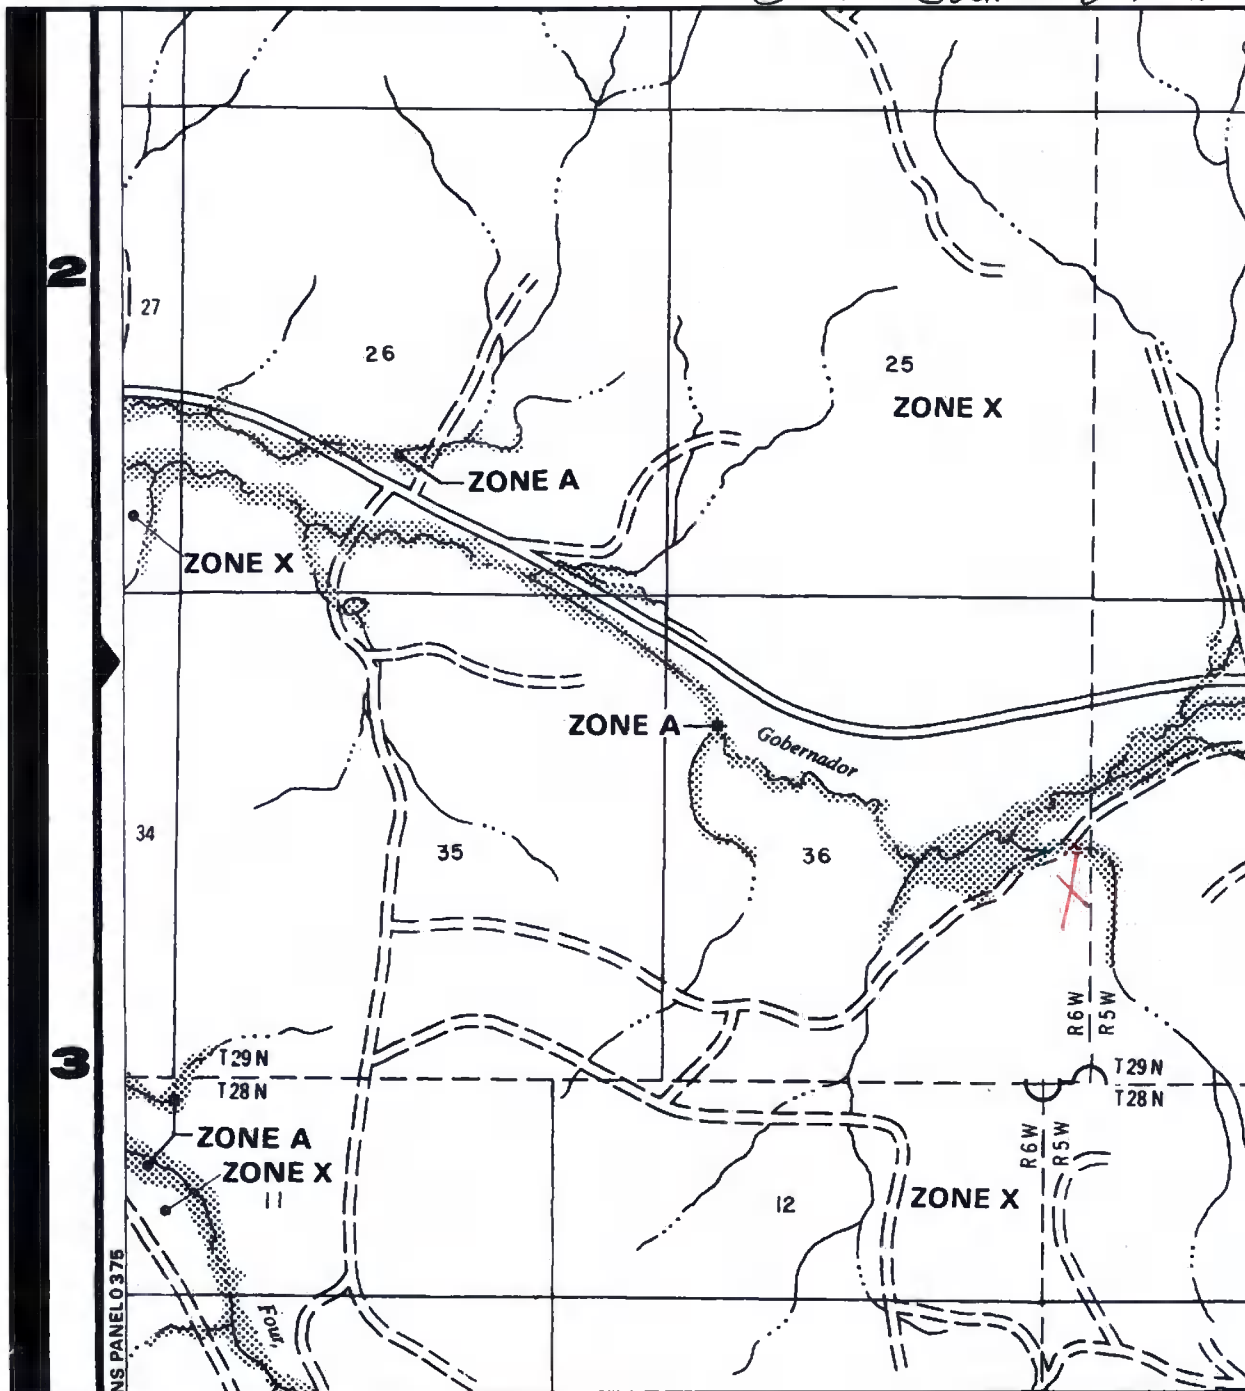 2
27
26
25
ZONE X
ZONE A
ZONE X
ZONE A
Gobernador
34
35
36
R6W
R5W
3
T29N
T28N
T29N
T28N
ZONE A
ZONE X
11
R6W
R5W
12
ZONE X
NS PANEL 0375
Four,